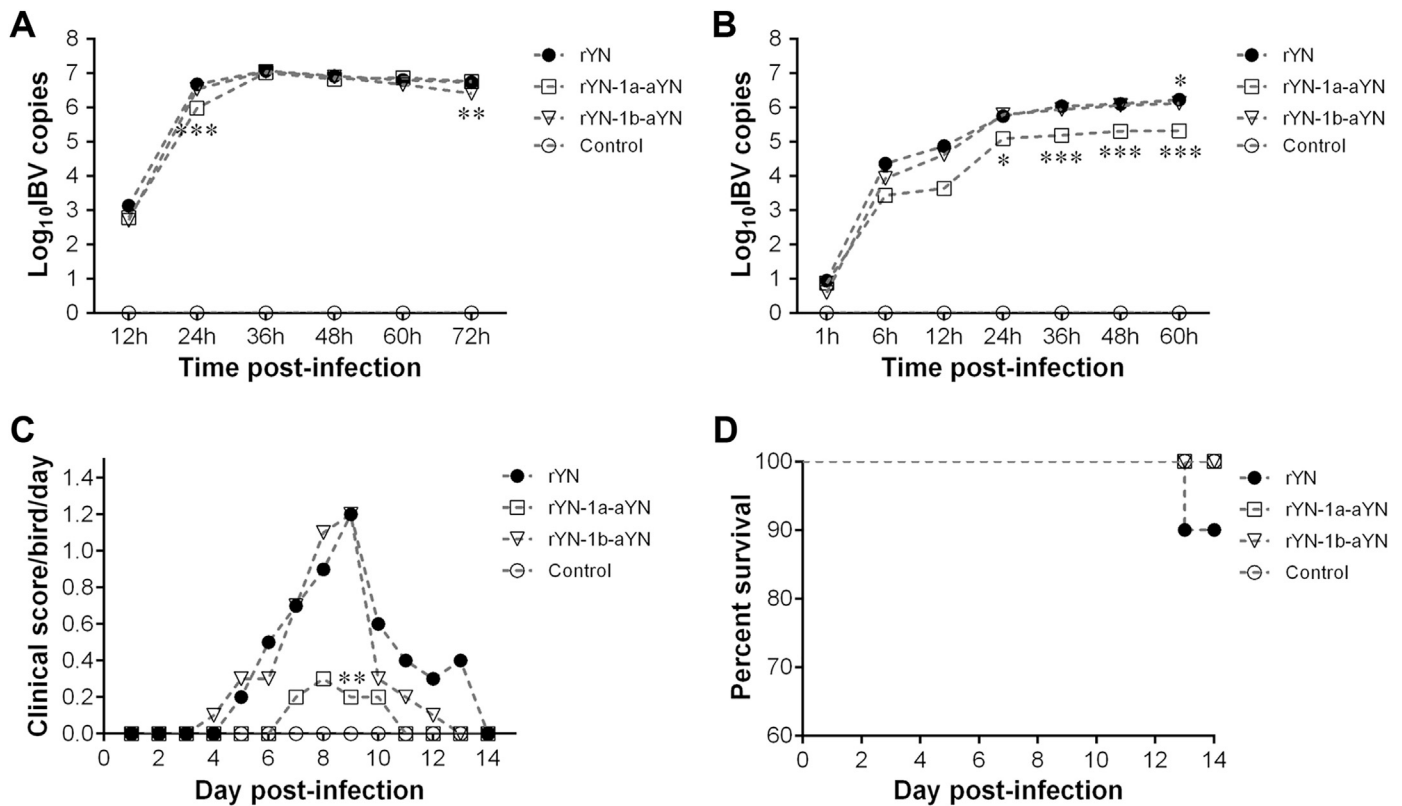 A
Log10IBV copies
8
7
6
5
4
3
2
1
0
***
**
12h 24h 36h 48h 60h 72h
Time post-infection
rYN
rYN-1a-aYN
rYN-1b-aYN
Control
B
Log10IBV copies
8
7
6
5
4
3
2
1
0
*
* *** *** ***
1h 6h 12h 24h 36h 48h 60h
Time post-infection
rYN
rYN-1a-aYN
rYN-1b-aYN
Control
C
Clinical score/bird/day
1.4
1.2
1.0
0.8
0.6
0.4
0.2
0.0
**
0 2 4 6 8 10 12 14
Day post-infection
rYN
rYN-1a-aYN
rYN-1b-aYN
Control
D
Percent survival
100
90
80
70
60
0 2 4 6 8 10 12 14
Day post-infection
rYN
rYN-1a-aYN
rYN-1b-aYN
Control